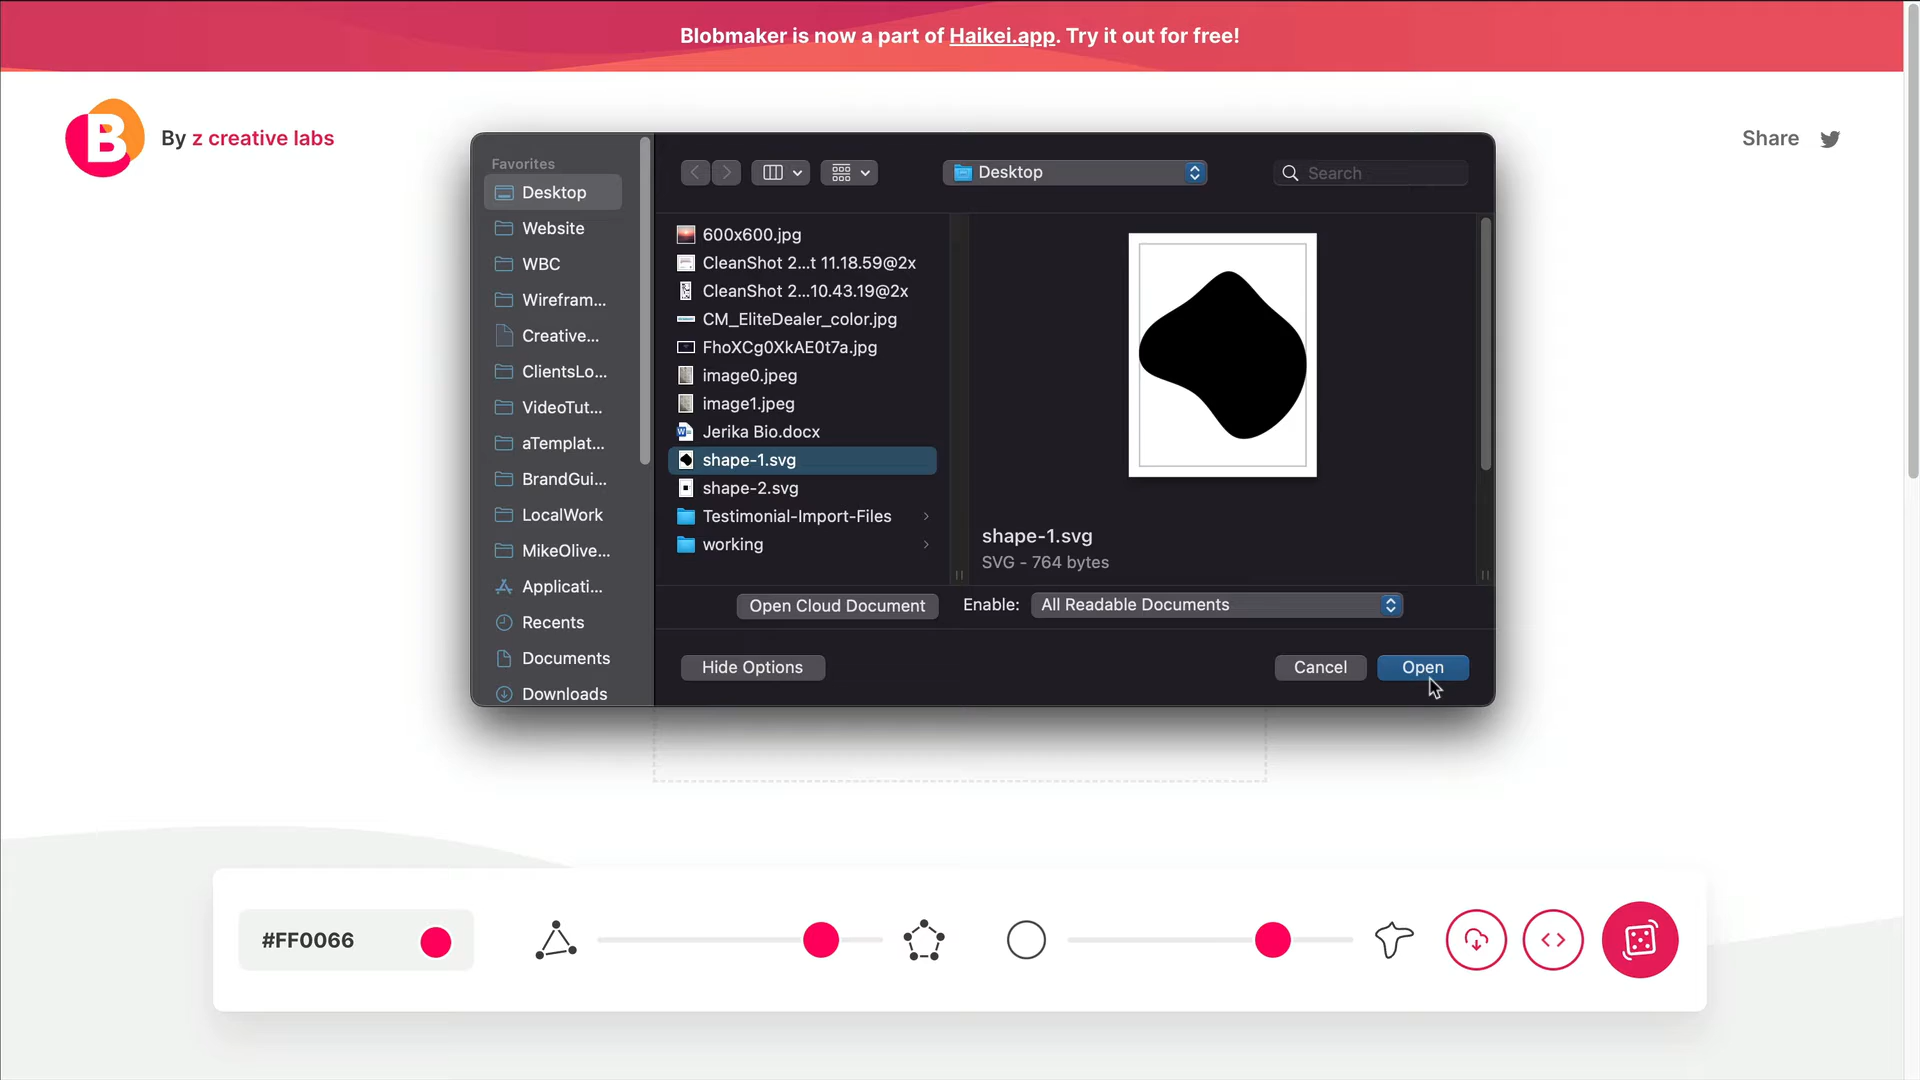 Blobmaker is now a part of Haikei.app. Try it out for free!
B
By z creative labs
Share
Favorites
Desktop
Website
WBC
Wirefram...
Creative...
ClientsLo...
VideoTut...
aTemplat...
BrandGui...
LocalWork
MikeOlive...
Applicati...
Recents
Documents
Downloads
Desktop
Search
600x600.jpg
CleanShot 2...t 11.18.59@2x
CleanShot 2...10.43.19@2x
CM_EliteDealer_color.jpg
FhoXCg0XkAE0t7a.jpg
image0.jpeg
image1.jpeg
Jerika Bio.docx
shape-1.svg
shape-2.svg
Testimonial-Import-Files
working
shape-1.svg
SVG - 764 bytes
Open Cloud Document
Enable:
All Readable Documents
Hide Options
Cancel
Open
#FF0066